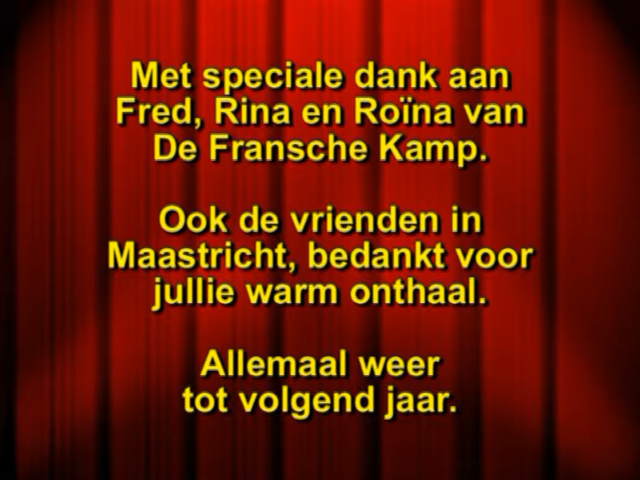 Met speciale dank aan
Fred, Rina en Roïna van
De Fransche Kamp.
Ook de vrienden in
Maastricht, bedankt voor
jullie warm onthaal.
Allemaal weer
tot volgend jaar.